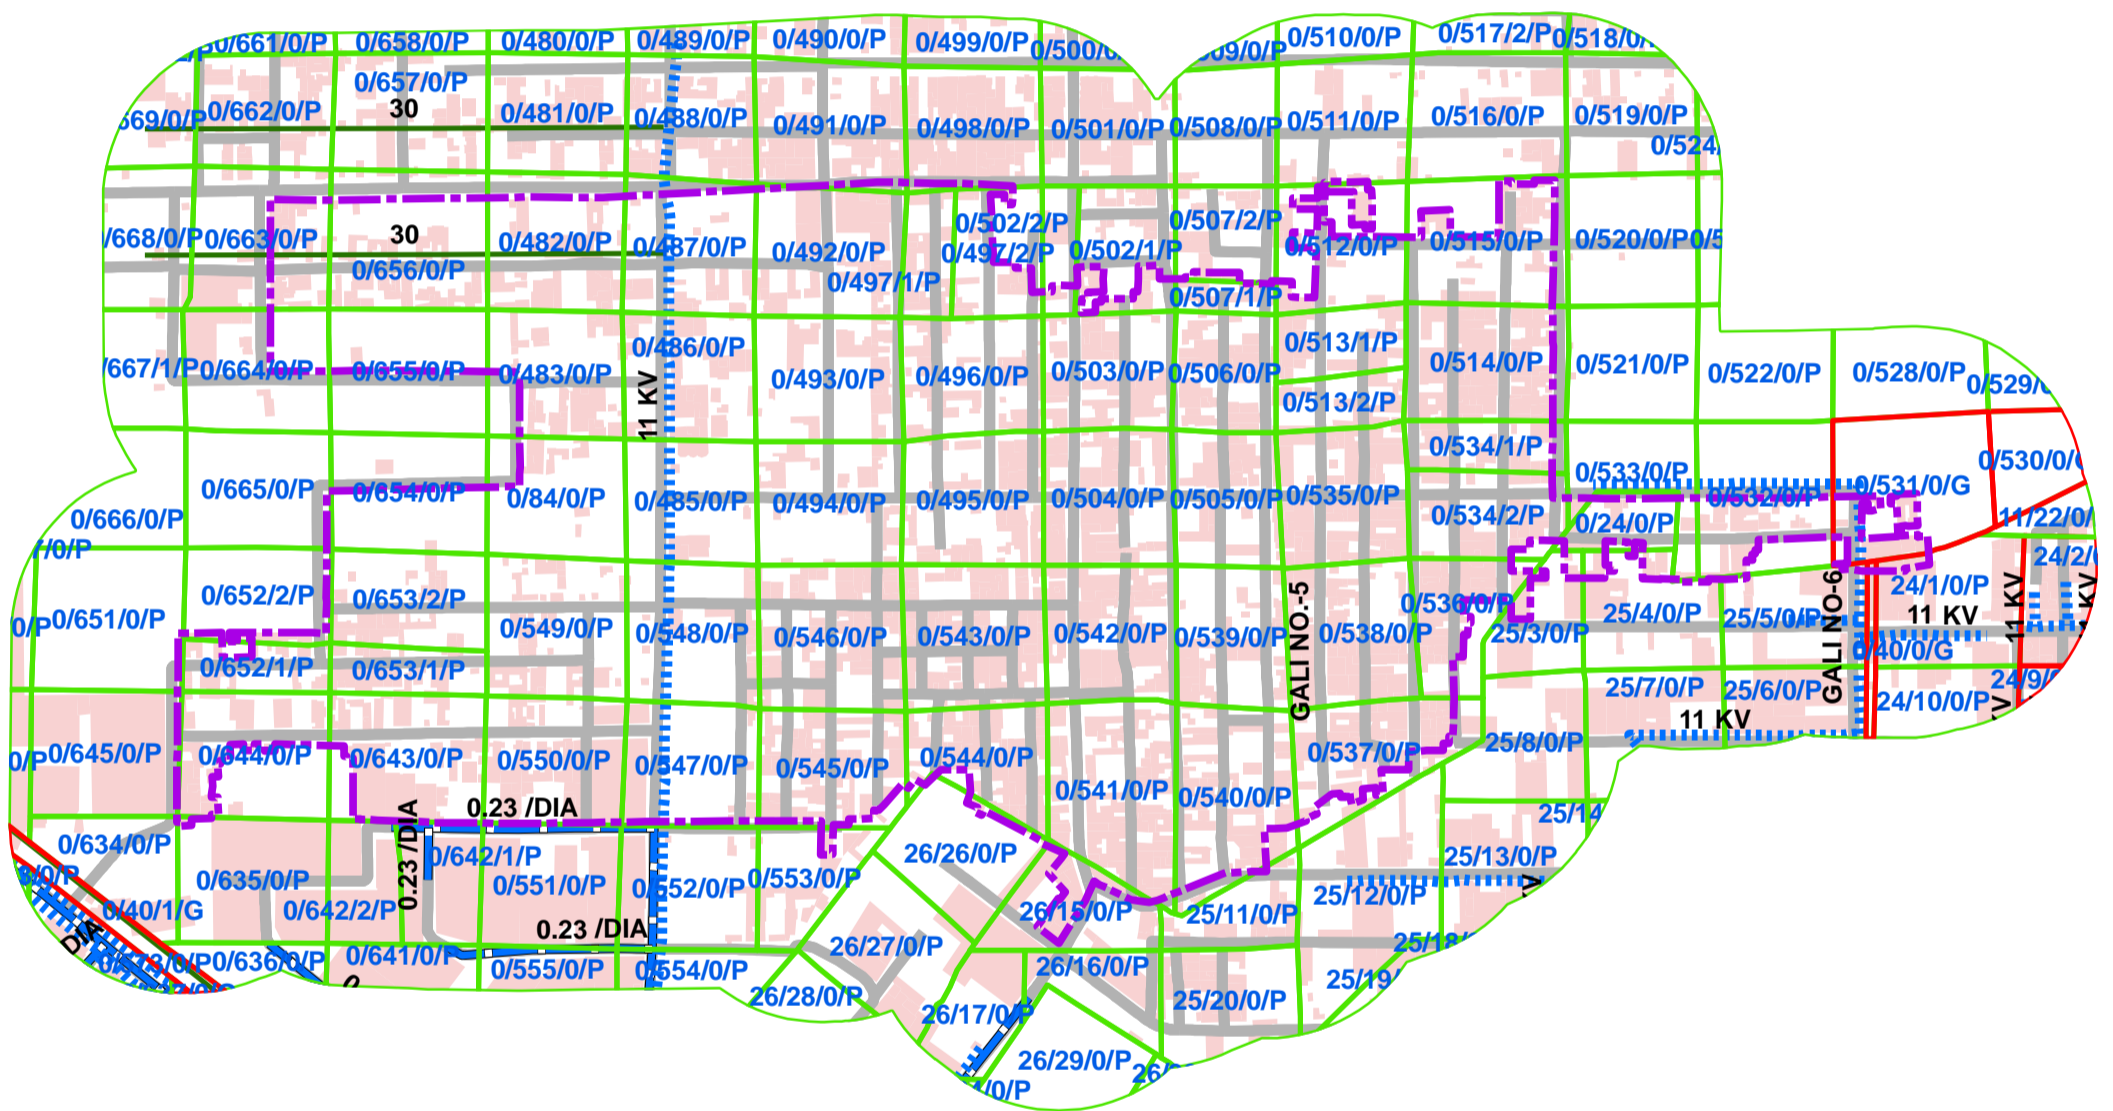 0/661/0/P 0/658/0/P 0/480/0/P 0/489/0/P 0/490/0/P 0/499/0/P 0/510/0/P 0/517/2/P
0/657/0/P
0/662/0/P 30 0/481/0/P 0/488/0/P 0/491/0/P 0/498/0/P 0/501/0/P 0/508/0/P 0/511/0/P 0/516/0/P 0/519/0/P
0/502/2/P 0/507/2/P
/668/0/P 0/663/0/P 30 0/482/0/P 0/487/0/P 0/492/0/P 0/497/2/P 0/502/1/P 0/512/0/P 0/515/0/P 0/520/0/P
0/656/0/P 0/497/1/P 0/507/1/P
0/486/0/P 0/513/1/P
/667/1/P 0/664/0/P 0/655/0/P 0/483/0/P 0/493/0/P 0/496/0/P 0/503/0/P 0/506/0/P 0/514/0/P 0/521/0/P 0/522/0/P 0/528/0/P
11 KV 0/513/2/P
0/534/1/P
0/665/0/P 0/654/0/P 0/84/0/P 0/485/0/P 0/494/0/P 0/495/0/P 0/504/0/P 0/505/0/P 0/535/0/P 0/533/0/P 0/532/0/P 0/531/0/G
0/666/0/P 0/534/2/P 0/24/0/P
0/652/2/P 0/653/2/P 0/536/0/P 25/4/0/P 25/5/0/P 24/1/0/P
0/651/0/P 0/549/0/P 0/548/0/P 0/546/0/P 0/543/0/P 0/542/0/P 0/539/0/P GALI NO.-5 0/538/0/P 25/3/0/P GALI NO-6 11 KV 11 KV
0/652/1/P 0/653/1/P 0/40/0/G
25/7/0/P 25/6/0/P 24/10/0/P
11 KV
0/645/0/P 0/644/0/P 0/643/0/P 0/550/0/P 0/547/0/P 0/545/0/P 0/544/0/P 0/537/0/P 25/8/0/P
0/541/0/P 0/540/0/P
0.23 /DIA 0.23 /DIA
0/634/0/P 0/642/1/P 26/26/0/P 25/13/0/P
0/635/0/P 0/551/0/P 0/552/0/P 0/553/0/P 25/12/0/P
0/40/1/G 0/642/2/P 26/15/0/P 25/11/0/P
DIA 0.23 /DIA 26/27/0/P
0/636/0/P 0/641/0/P 0/555/0/P 0/554/0/P 26/16/0/P
26/28/0/P 26/17/0/P 25/20/0/P
26/29/0/P